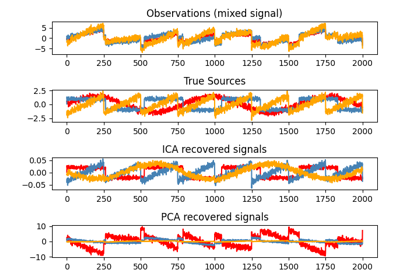 Observations (mixed signal)
5
0
−5
0 250 500 750 1000 1250 1500 1750 2000
True Sources
2.5
0.0
−2.5
0 250 500 750 1000 1250 1500 1750 2000
ICA recovered signals
0.05
0.00
−0.05
0 250 500 750 1000 1250 1500 1750 2000
PCA recovered signals
10
0
−10
0 250 500 750 1000 1250 1500 1750 2000